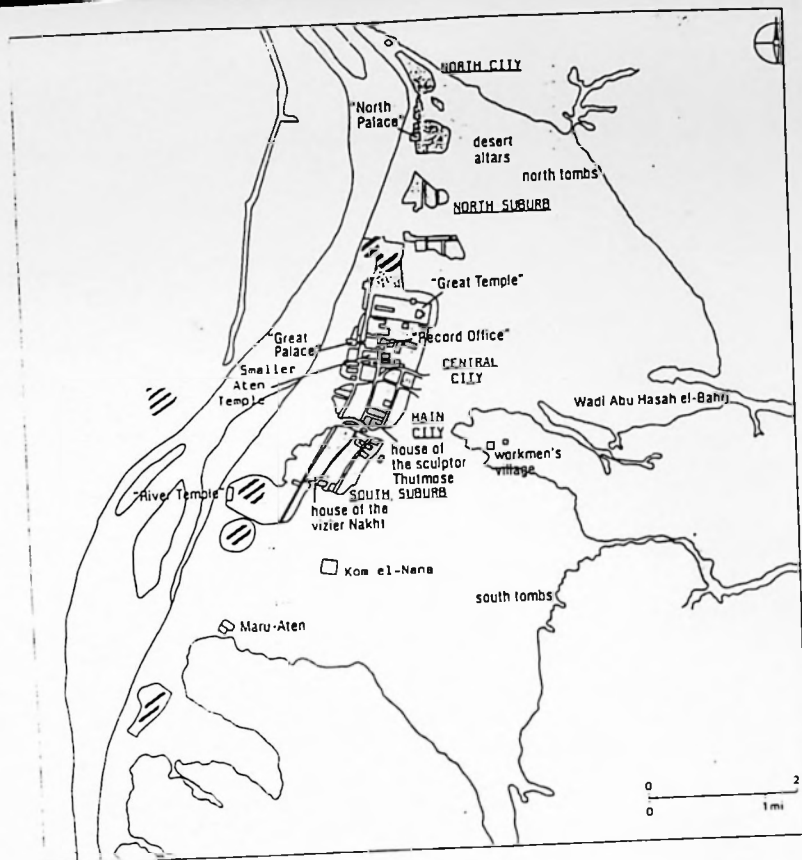 NORTH CITY
"North
Palace"
desert
altars
north tombs
NORTH SUBURB
"Great Temple"
"Great
Palace"
"Record Office"
Smaller
Aten
Temple
CENTRAL
CITY
Wadi Abu Hasah el-Bahri
MAIN
CITY
house of
the sculptor
Thutmose
workmen's
village
"River Temple"
SOUTH SUBURB
house of the
vizier Nakht
Kom el-Nana
south tombs
Maru-Aten
0
2
0
1 mi